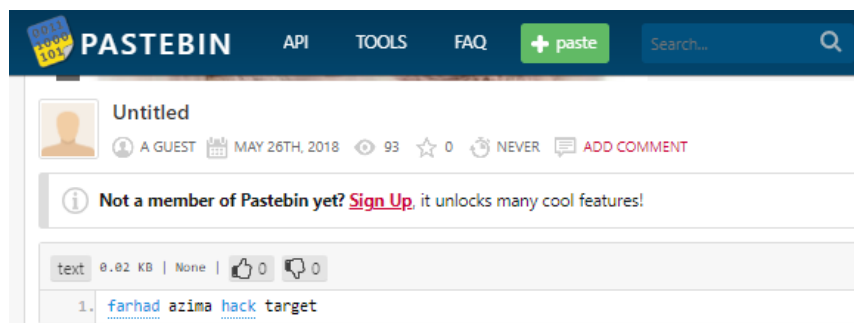 PASTEBIN API TOOLS FAQ + paste Search...
Untitled
A GUEST MAY 26TH, 2018 93 0 NEVER ADD COMMENT
Not a member of Pastebin yet? Sign Up, it unlocks many cool features!
text 0.02 KB | None | 0 0
1. farhad azima hack target